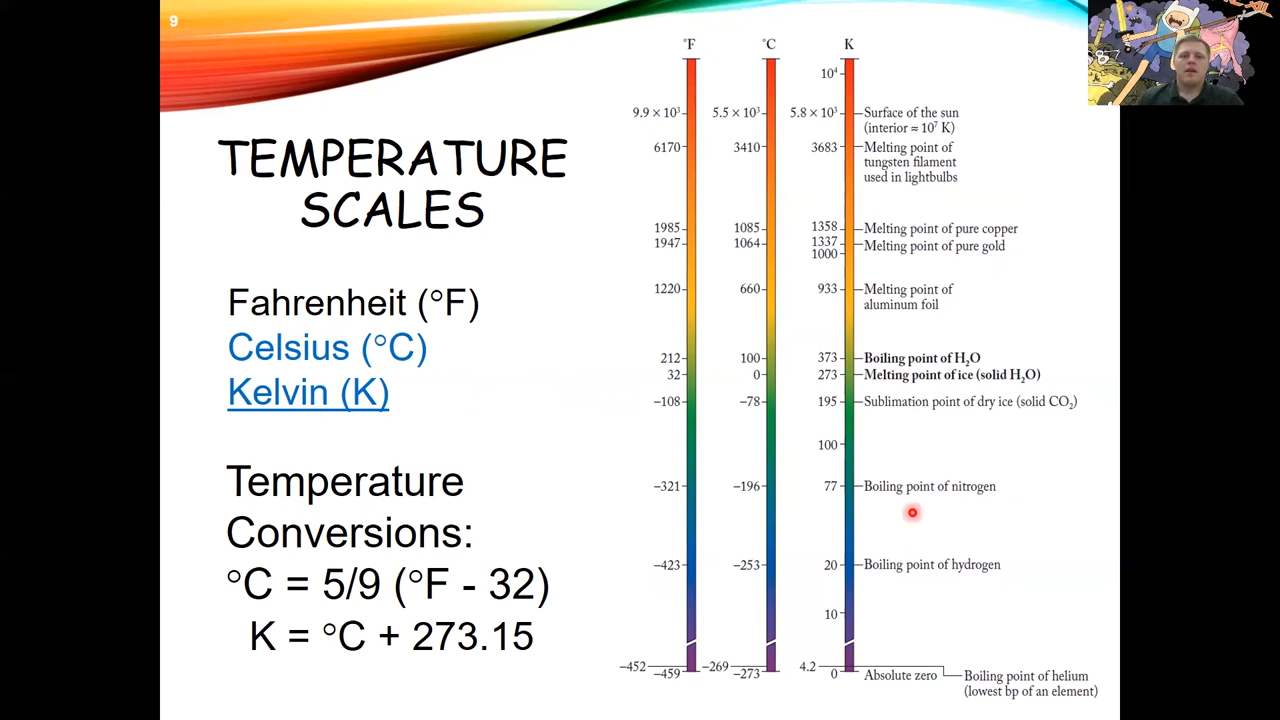 9
TEMPERATURE
SCALES
Fahrenheit (°F)
Celsius (°C)
Kelvin (K)
Temperature
Conversions:
°C = 5/9 (°F - 32)
K = °C + 273.15
°F °C K
10⁴
9.9 × 10³ 5.5 × 10³ 5.8 × 10³ Surface of the sun
(interior ≈ 10⁷ K)
6170 3410 3683 Melting point of
tungsten filament
used in lightbulbs
1985 1085 1358 Melting point of pure copper
1947 1064 1337 Melting point of pure gold
1000
1220 660 933 Melting point of
aluminum foil
212 100 373 Boiling point of H₂O
32 0 273 Melting point of ice (solid H₂O)
−108 −78 195 Sublimation point of dry ice (solid CO₂)
100
−321 −196 77 Boiling point of nitrogen
−423 −253 20 Boiling point of hydrogen
10
−452 −269 4.2
−459 −273 0 Absolute zero Boiling point of helium
(lowest bp of an element)